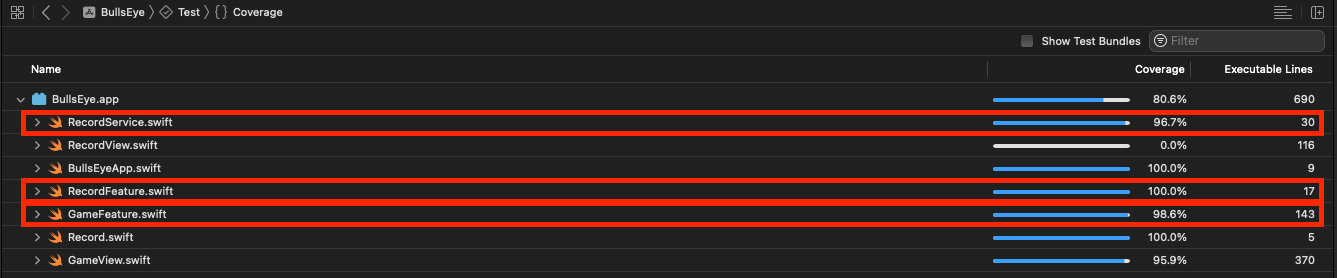 BullsEye Test {} Coverage
Show Test Bundles Filter
Name Coverage Executable Lines
BullsEye.app 80.6% 690
RecordService.swift 96.7% 30
RecordView.swift 0.0% 116
BullsEyeApp.swift 100.0% 9
RecordFeature.swift 100.0% 17
GameFeature.swift 98.6% 143
Record.swift 100.0% 5
GameView.swift 95.9% 370